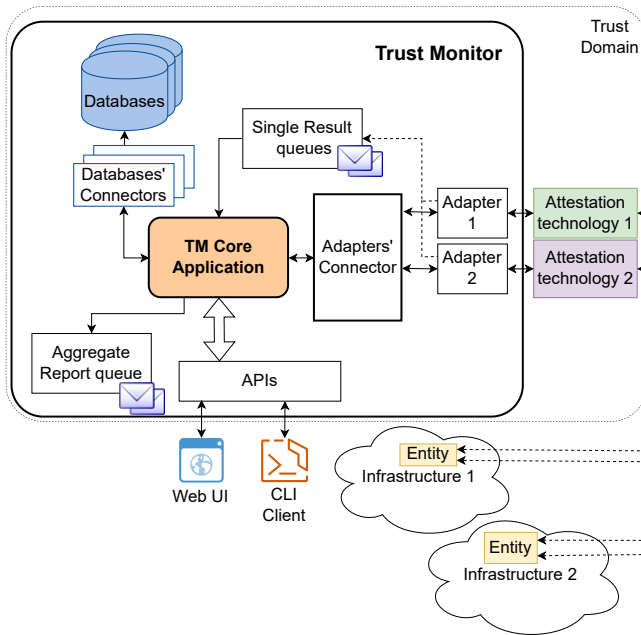 Trust
Domain
Trust Monitor
Databases
Single Result
queues
Databases'
Connectors
Adapter
1
Attestation
technology 1
TM Core
Application
Adapters'
Connector
Adapter
2
Attestation
technology 2
Aggregate
Report queue
APIs
Web UI
CLI
Client
Entity
Infrastructure 1
Entity
Infrastructure 2